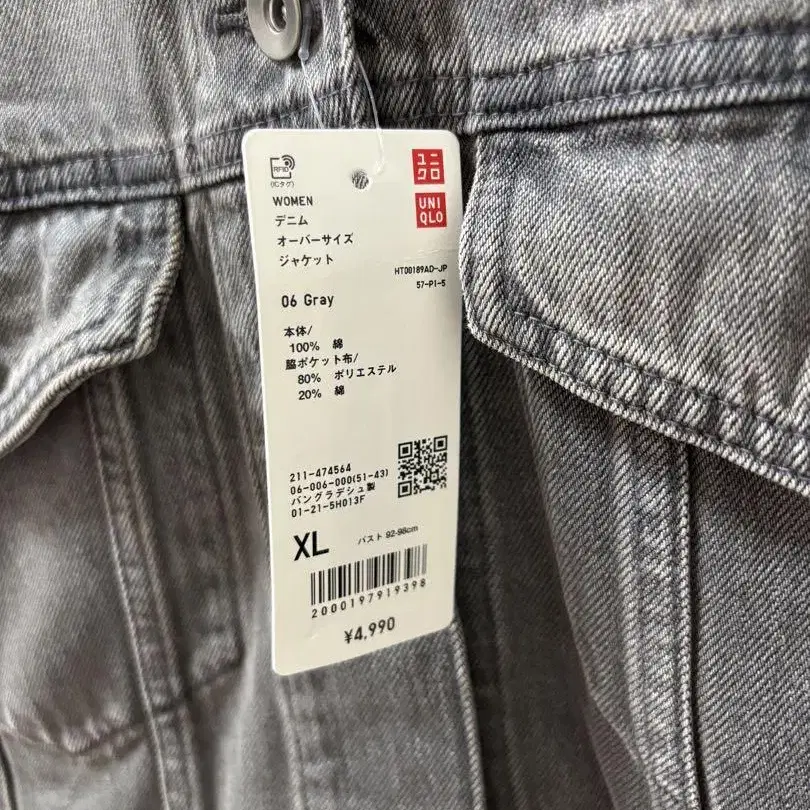 RFID
(ICタグ)
ユニ
クロ
UNI
QLO
WOMEN
デニム
オーバーサイズ
ジャケット
HT00189AD-JP
57-PI-5
06 Gray
本体/
100% 綿
脇ポケット布/
80% ポリエステル
20% 綿
211-474564
06-006-000(51-43)
バングラデシュ製
01-21-5H013F
XL バスト 92-98cm
2000197919398
¥4,990